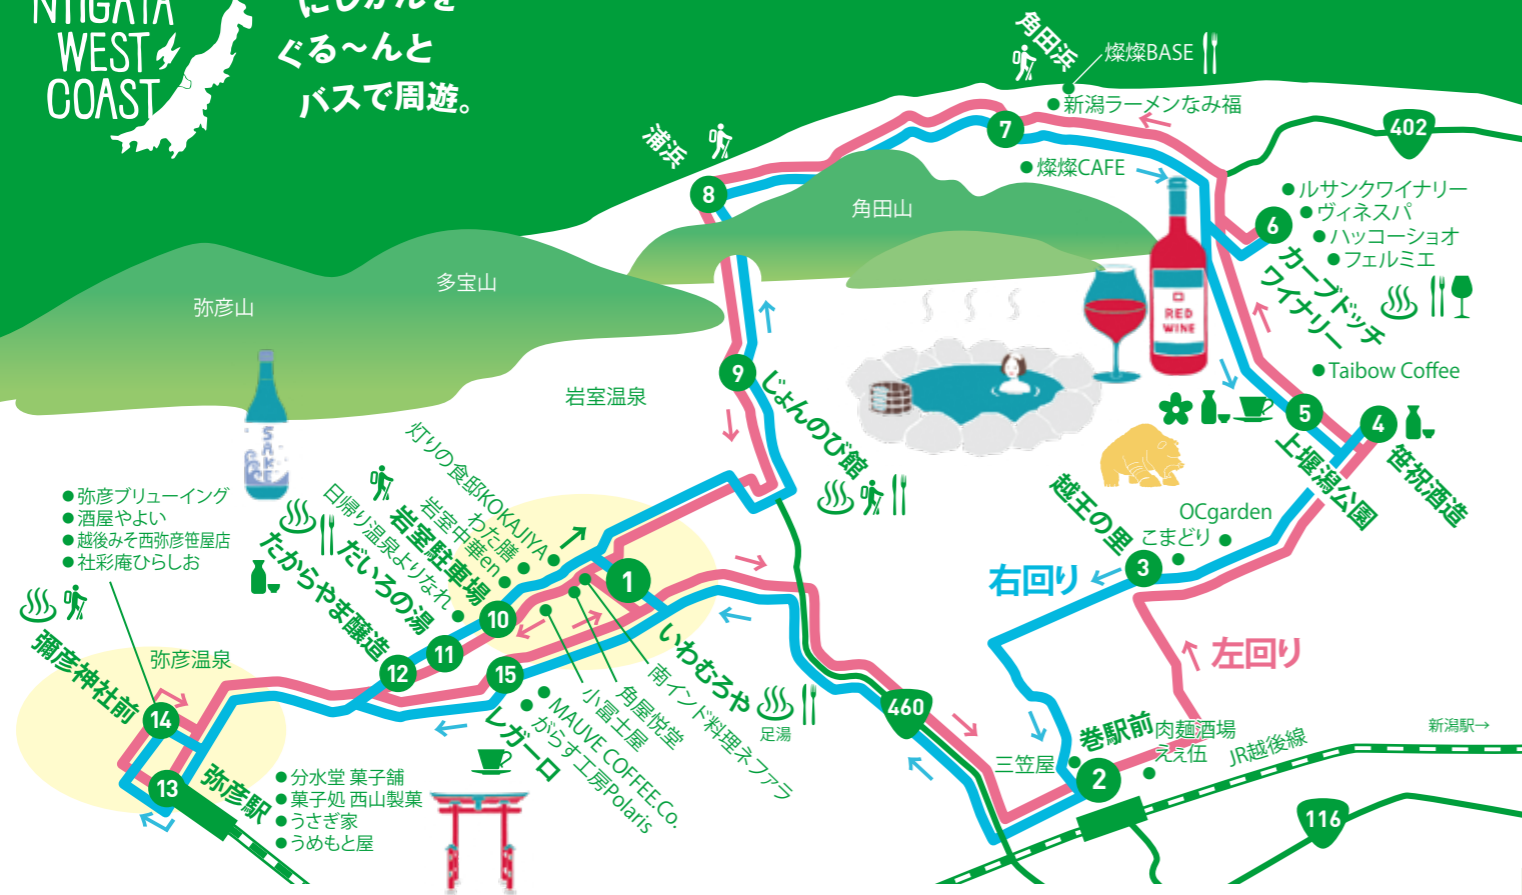 NIIGATA
WEST
COAST
にしかんを
ぐる～んと
バスで周遊。
角田浜
燦燦BASE
新潟ラーメンなみ福
402
浦浜
7
燦燦CAFE
8
角田山
ルサンクワイナリー
ヴィネスパ
ハッコーショオ
フェルミエ
6
カーブドッチ
ワイナリー
多宝山
弥彦山
RED
WINE
9
じょんのび館
岩室温泉
Taibow Coffee
5
上堰潟公園
4
笹祝酒造
SAKE
灯りの食邸KOKAJIYA
わた膳
岩室中華en
岩室駐車場
日帰り温泉よりなれ
だいろの湯
たからやま醸造
弥彦ブリューイング
酒屋やよい
越後みそ西弥彦笹屋店
社彩庵ひらしお
越王の里
OCgarden
こまどり
3
右回り
左回り
1
いわむろや
足湯
10
11
12
15
レガーロ
南インド料理ネファラ
角屋悦堂
小冨士屋
MAUVE COFFEE.Co.
がらす工房Polaris
弥彦温泉
彌彦神社前
14
13
弥彦駅
分水堂 菓子舗
菓子処 西山製菓
うさぎ家
うめもと屋
460
三笠屋
巻駅前
2
肉麺酒場
ええ伍
JR越後線
新潟駅→
116